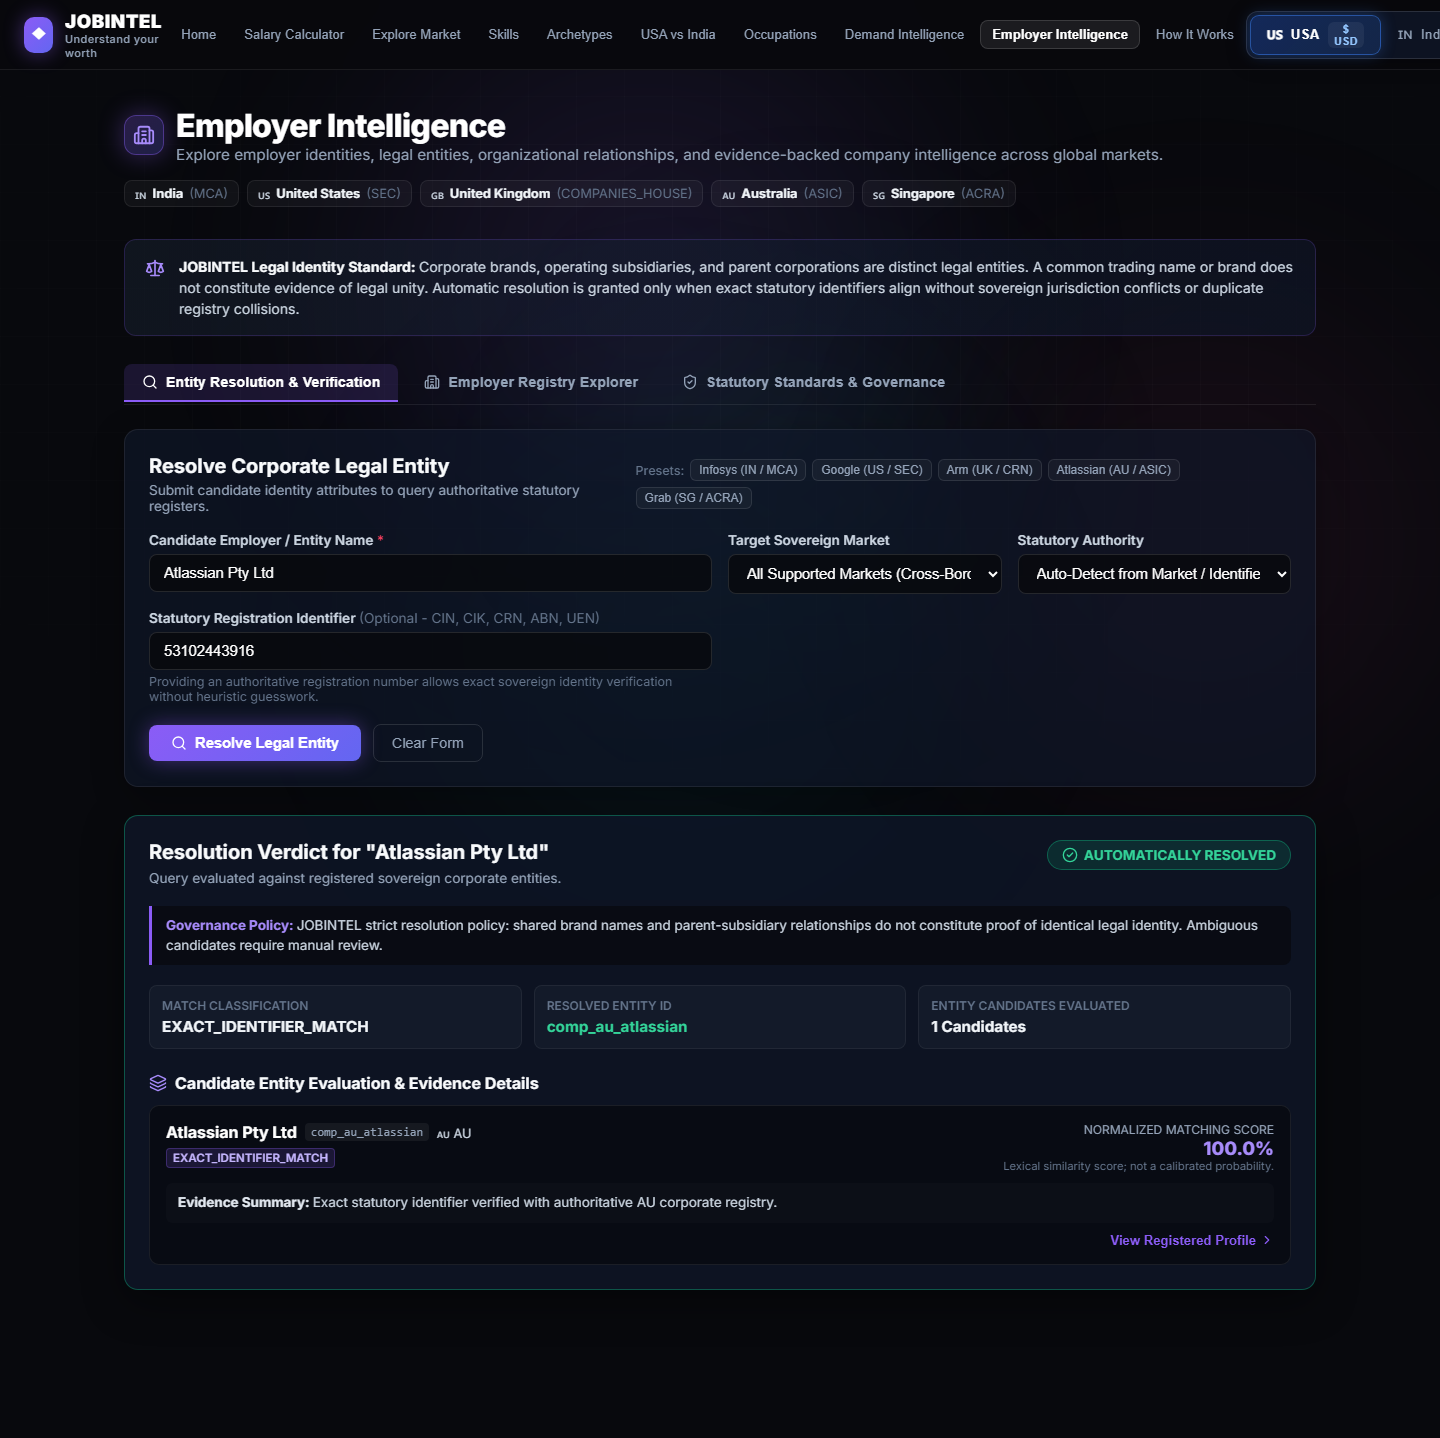 JOBINTEL
Understand your
worth
Home
Salary Calculator
Explore Market
Skills
Archetypes
USA vs India
Occupations
Demand Intelligence
Employer Intelligence
How It Works
US USA $ USD
IN Ind
Employer Intelligence
Explore employer identities, legal entities, organizational relationships, and evidence-backed company intelligence across global markets.
IN India (MCA)
US United States (SEC)
GB United Kingdom (COMPANIES_HOUSE)
AU Australia (ASIC)
SG Singapore (ACRA)
JOBINTEL Legal Identity Standard: Corporate brands, operating subsidiaries, and parent corporations are distinct legal entities. A common trading name or brand does
not constitute evidence of legal unity. Automatic resolution is granted only when exact statutory identifiers align without sovereign jurisdiction conflicts or duplicate
registry collisions.
Entity Resolution & Verification
Employer Registry Explorer
Statutory Standards & Governance
Resolve Corporate Legal Entity
Submit candidate identity attributes to query authoritative statutory
registers.
Presets: Infosys (IN / MCA) Google (US / SEC) Arm (UK / CRN) Atlassian (AU / ASIC)
Grab (SG / ACRA)
Candidate Employer / Entity Name *
Atlassian Pty Ltd
Target Sovereign Market
All Supported Markets (Cross-Borc
Statutory Authority
Auto-Detect from Market / Identifie
Statutory Registration Identifier (Optional - CIN, CIK, CRN, ABN, UEN)
53102443916
Providing an authoritative registration number allows exact sovereign identity verification
without heuristic guesswork.
Resolve Legal Entity
Clear Form
Resolution Verdict for "Atlassian Pty Ltd"
Query evaluated against registered sovereign corporate entities.
AUTOMATICALLY RESOLVED
Governance Policy: JOBINTEL strict resolution policy: shared brand names and parent-subsidiary relationships do not constitute proof of identical legal identity. Ambiguous
candidates require manual review.
MATCH CLASSIFICATION
EXACT_IDENTIFIER_MATCH
RESOLVED ENTITY ID
comp_au_atlassian
ENTITY CANDIDATES EVALUATED
1 Candidates
Candidate Entity Evaluation & Evidence Details
Atlassian Pty Ltd comp_au_atlassian AU AU
EXACT_IDENTIFIER_MATCH
NORMALIZED MATCHING SCORE
100.0%
Lexical similarity score; not a calibrated probability.
Evidence Summary: Exact statutory identifier verified with authoritative AU corporate registry.
View Registered Profile